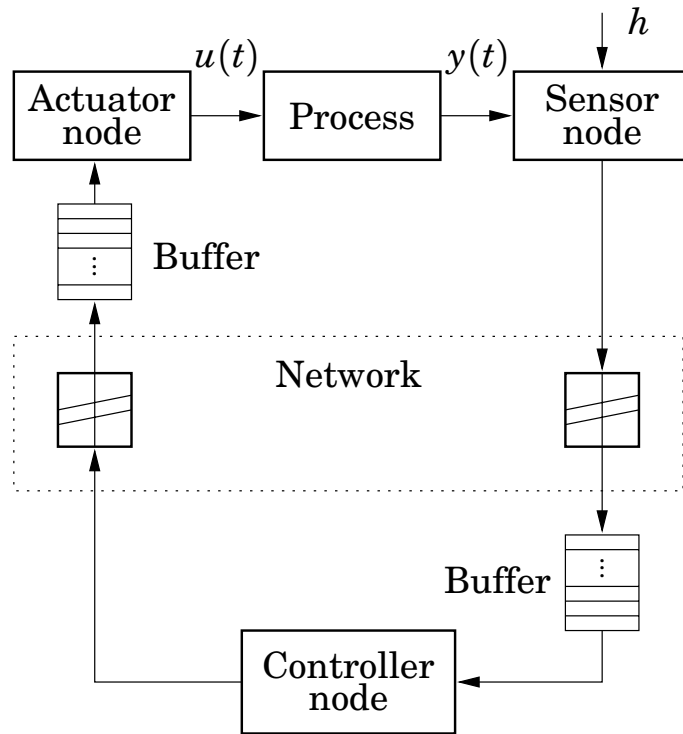 h
u(t)
y(t)
Actuator
node
Process
Sensor
node
Buffer
Network
Buffer
Controller
node